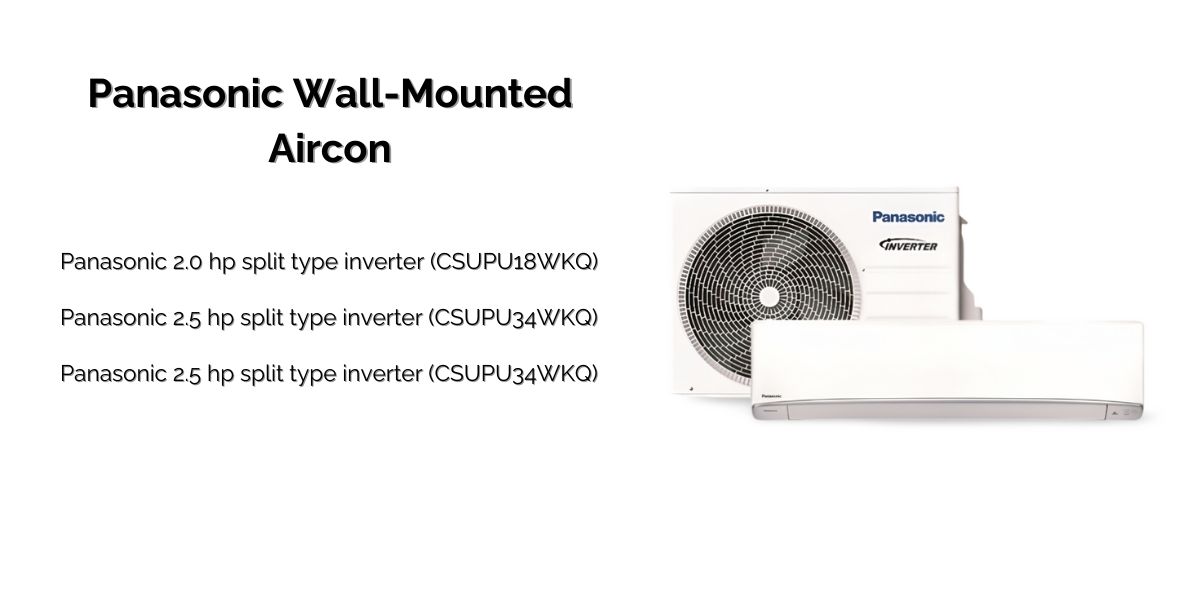 Panasonic Wall-Mounted
Aircon
Panasonic 2.0 hp split type inverter (CSUPU18WKQ)
Panasonic 2.5 hp split type inverter (CSUPU34WKQ)
Panasonic 2.5 hp split type inverter (CSUPU34WKQ)
Panasonic
INVERTER
Panasonic